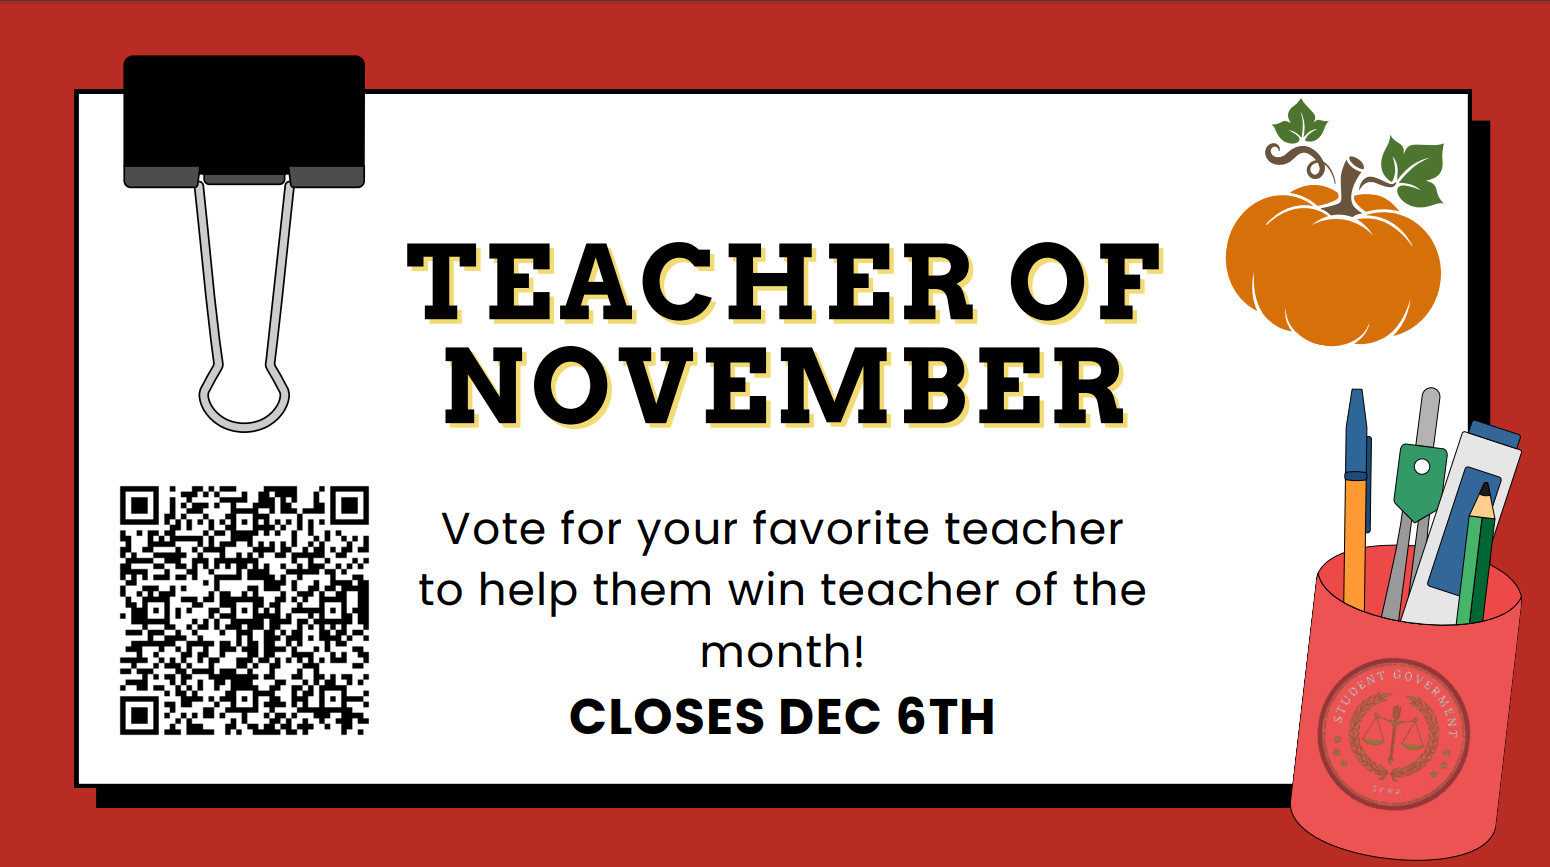 TEACHER OF
NOVEMBER
Vote for your favorite teacher
to help them win teacher of the
month!
CLOSES DEC 6TH
STUDENT GOVERMENT